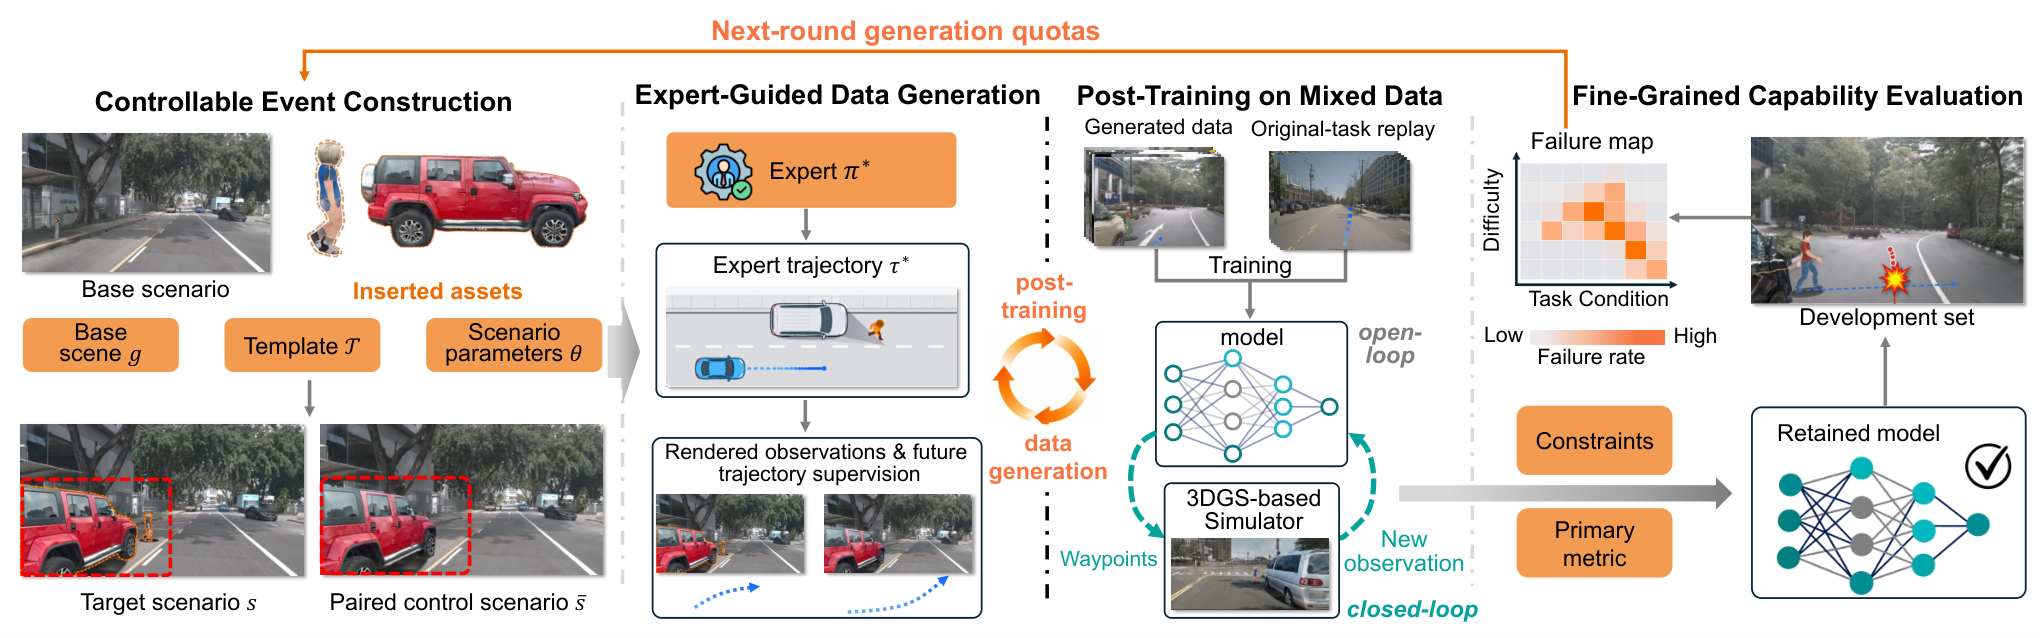 Next-round generation quotas
Controllable Event Construction
Base scenario
Inserted assets
Base
scene g
Template 𝒯
Scenario
parameters θ
Target scenario s
Paired control scenario s̄
Expert-Guided Data Generation
Expert π*
Expert trajectory τ*
Rendered observations & future
trajectory supervision
post-
training
data
generation
Post-Training on Mixed Data
Generated data
Original-task replay
Training
model
open-
loop
3DGS-based
Simulator
Waypoints
New
observation
closed-loop
Fine-Grained Capability Evaluation
Failure map
Difficulty
Task Condition
Low
High
Failure rate
Development set
Constraints
Primary
metric
Retained model